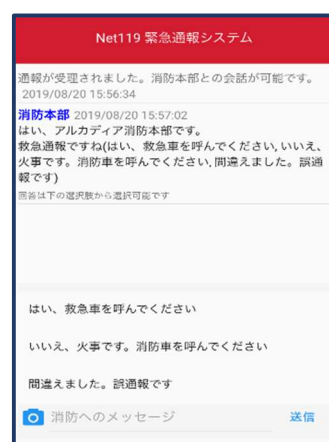 Net119 緊急通報システム
通報が受理されました。消防本部との会話が可能です。
2019/08/20 15:56:34
消防本部 2019/08/20 15:57:02
はい、アルカディア消防本部です。
救急通報ですね(はい、救急車を呼んでください, いいえ、
火事です。消防車を呼んでください, 間違えました。誤通
報です)
回答は下の選択肢から選択可能です
はい、救急車を呼んでください
いいえ、火事です。消防車を呼んでください
間違えました。誤通報です
消防へのメッセージ 送信